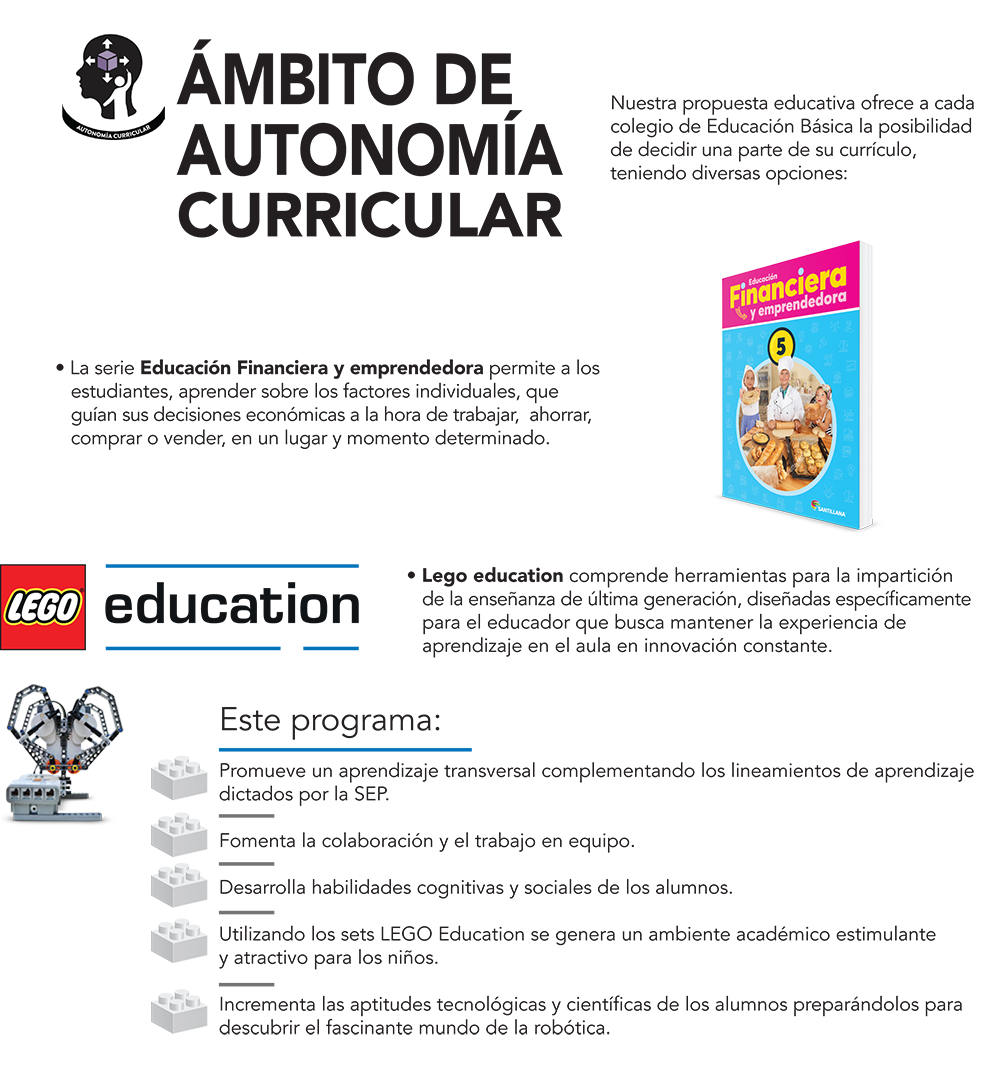 AUTONOMÍA CURRICULAR
ÁMBITO DE
AUTONOMÍA
CURRICULAR
Nuestra propuesta educativa ofrece a cada
colegio de Educación Básica la posibilidad
de decidir una parte de su currículo,
teniendo diversas opciones:
Educación
Financiera
y emprendedora
5
SANTILLANA
• La serie Educación Financiera y emprendedora permite a los
estudiantes, aprender sobre los factores individuales, que
guían sus decisiones económicas a la hora de trabajar, ahorrar,
comprar o vender, en un lugar y momento determinado.
LEGO education
• Lego education comprende herramientas para la impartición
de la enseñanza de última generación, diseñadas específicamente
para el educador que busca mantener la experiencia de
aprendizaje en el aula en innovación constante.
Este programa:
Promueve un aprendizaje transversal complementando los lineamientos de aprendizaje
dictados por la SEP.
Fomenta la colaboración y el trabajo en equipo.
Desarrolla habilidades cognitivas y sociales de los alumnos.
Utilizando los sets LEGO Education se genera un ambiente académico estimulante
y atractivo para los niños.
Incrementa las aptitudes tecnológicas y científicas de los alumnos preparándolos para
descubrir el fascinante mundo de la robótica.